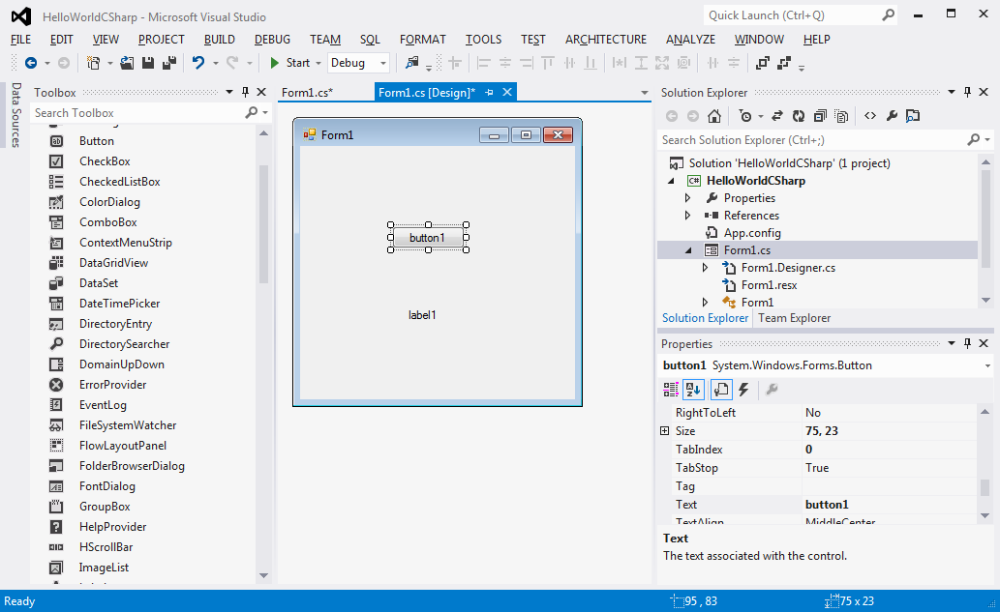 HelloWorldCSharp - Microsoft Visual Studio
Quick Launch (Ctrl+Q)
FILE EDIT VIEW PROJECT BUILD DEBUG TEAM SQL FORMAT TOOLS TEST ARCHITECTURE ANALYZE WINDOW HELP
Start Debug
Data Sources
Toolbox
Search Toolbox
Button
CheckBox
CheckedListBox
ColorDialog
ComboBox
ContextMenuStrip
DataGridView
DataSet
DateTimePicker
DirectoryEntry
DirectorySearcher
DomainUpDown
ErrorProvider
EventLog
FileSystemWatcher
FlowLayoutPanel
FolderBrowserDialog
FontDialog
GroupBox
HelpProvider
HScrollBar
ImageList
Form1.cs* Form1.cs [Design]*
Form1
button1
label1
Solution Explorer
Search Solution Explorer (Ctrl+;)
Solution 'HelloWorldCSharp' (1 project)
C# HelloWorldCSharp
Properties
References
App.config
Form1.cs
Form1.Designer.cs
Form1.resx
Form1
Solution Explorer Team Explorer
Properties
button1 System.Windows.Forms.Button
RightToLeft No
Size 75, 23
TabIndex 0
TabStop True
Tag
Text button1
TextAlign MiddleCenter
Text
The text associated with the control.
Ready 95 , 83 75 x 23